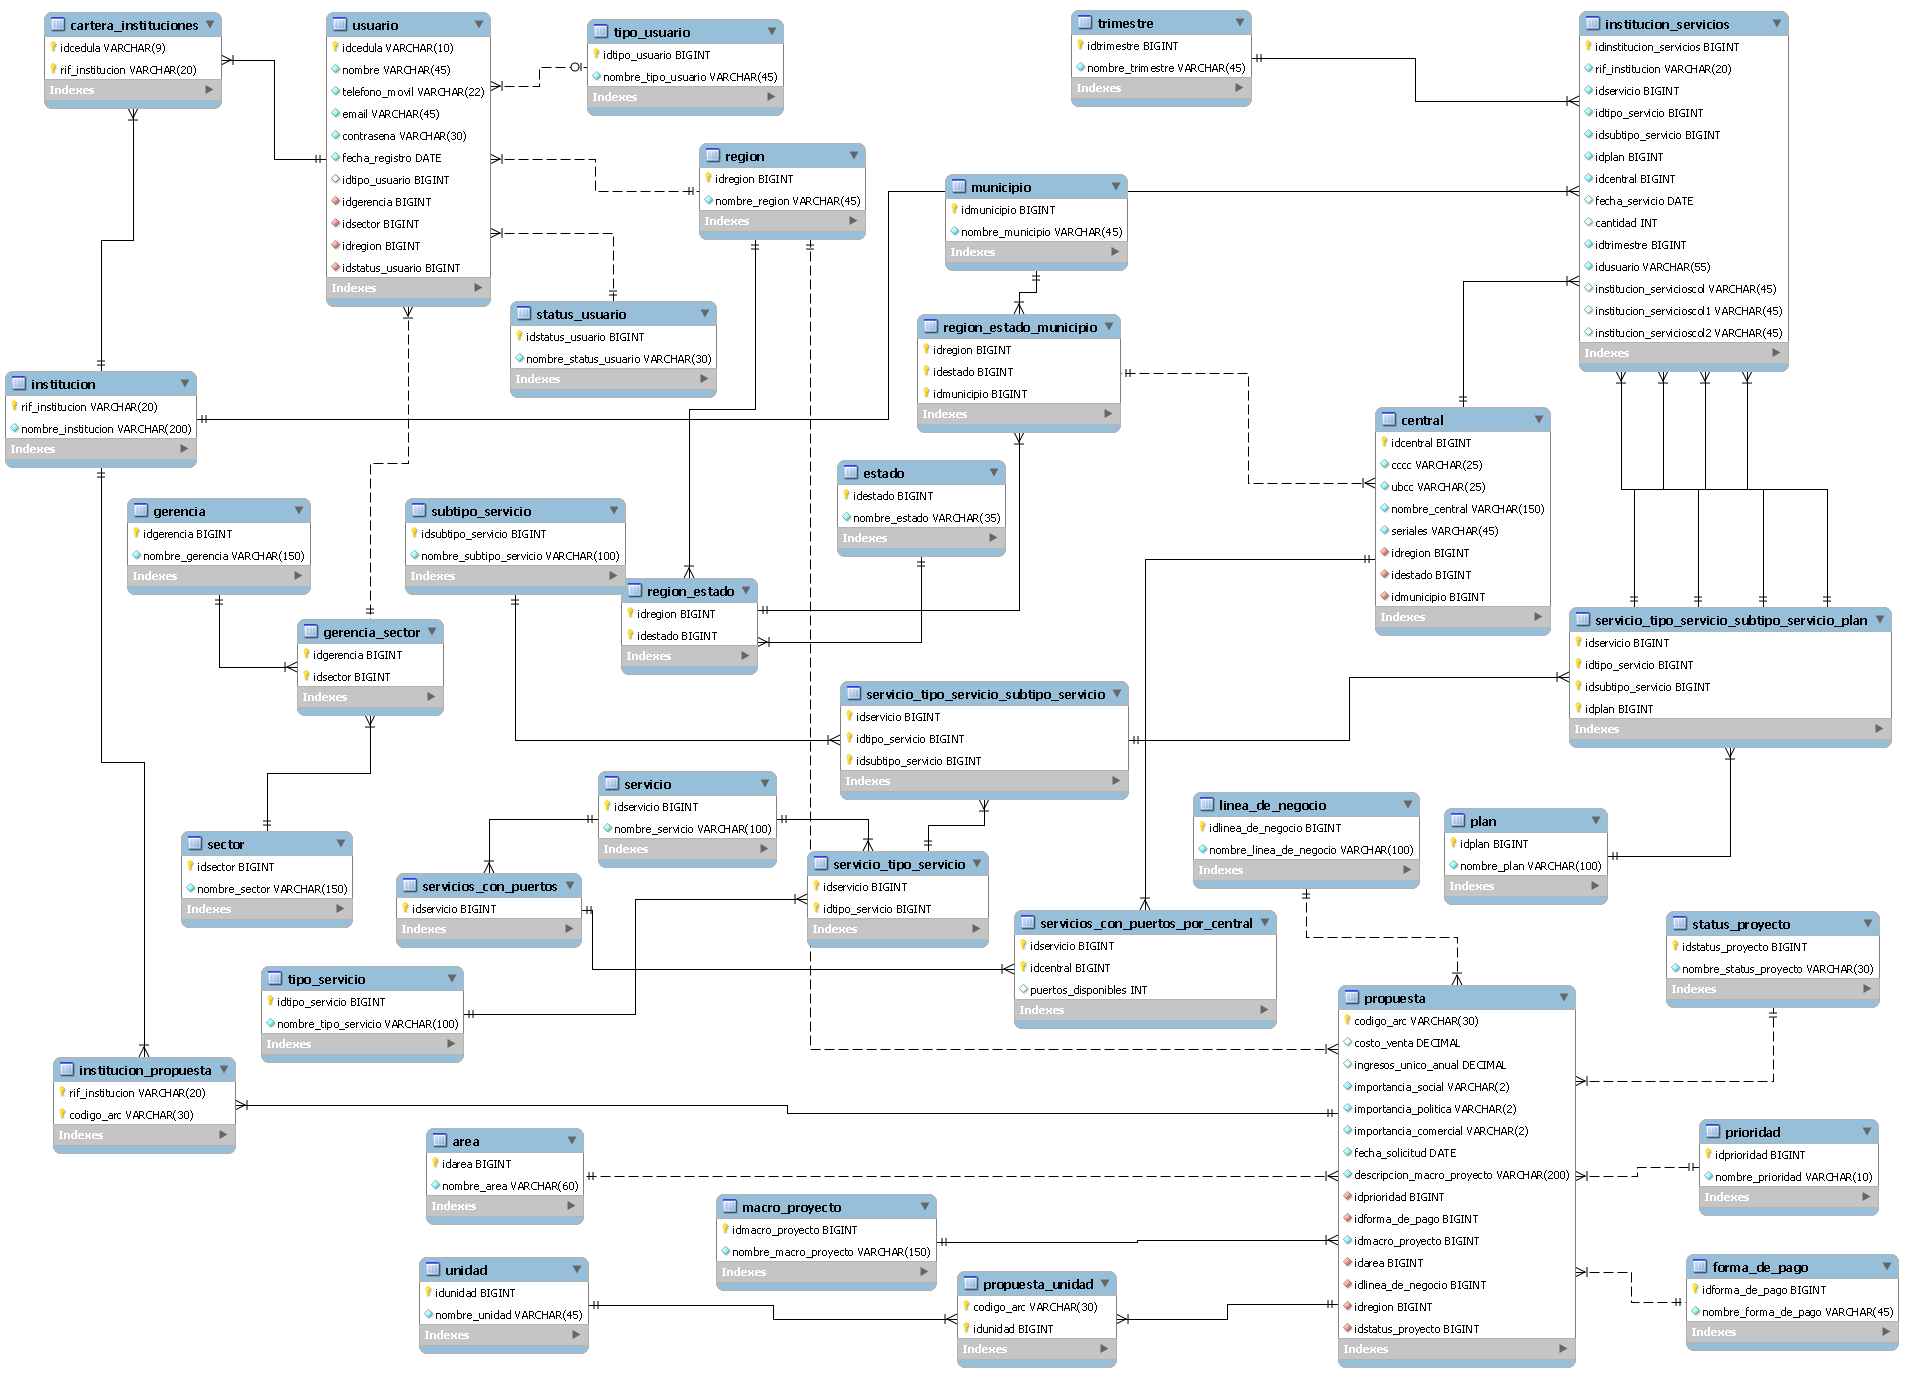 cartera_instituciones
idcedula VARCHAR(9)
rif_institucion VARCHAR(20)
Indexes
usuario
idcedula VARCHAR(10)
nombre VARCHAR(45)
telefono_movil VARCHAR(22)
email VARCHAR(45)
contrasena VARCHAR(30)
fecha_registro DATE
idtipo_usuario BIGINT
idgerencia BIGINT
idsector BIGINT
idregion BIGINT
idstatus_usuario BIGINT
Indexes
tipo_usuario
idtipo_usuario BIGINT
nombre_tipo_usuario VARCHAR(45)
Indexes
trimestre
idtrimestre BIGINT
nombre_trimestre VARCHAR(45)
Indexes
institucion_servicios
idinstitucion_servicios BIGINT
rif_institucion VARCHAR(20)
idservicio BIGINT
idtipo_servicio BIGINT
idsubtipo_servicio BIGINT
idplan BIGINT
idcentral BIGINT
fecha_servicio DATE
cantidad INT
idtrimestre BIGINT
idusuario VARCHAR(55)
institucion_servicioscol VARCHAR(45)
institucion_servicioscol1 VARCHAR(45)
institucion_servicioscol2 VARCHAR(45)
Indexes
region
idregion BIGINT
nombre_region VARCHAR(45)
Indexes
municipio
idmunicipio BIGINT
nombre_municipio VARCHAR(45)
Indexes
status_usuario
idstatus_usuario BIGINT
nombre_status_usuario VARCHAR(30)
Indexes
region_estado_municipio
idregion BIGINT
idestado BIGINT
idmunicipio BIGINT
Indexes
institucion
rif_institucion VARCHAR(20)
nombre_institucion VARCHAR(200)
Indexes
central
idcentral BIGINT
cccc VARCHAR(25)
ubcc VARCHAR(25)
nombre_central VARCHAR(150)
seriales VARCHAR(45)
idregion BIGINT
idestado BIGINT
idmunicipio BIGINT
Indexes
estado
idestado BIGINT
nombre_estado VARCHAR(35)
Indexes
gerencia
idgerencia BIGINT
nombre_gerencia VARCHAR(150)
Indexes
subtipo_servicio
idsubtipo_servicio BIGINT
nombre_subtipo_servicio VARCHAR(100)
Indexes
region_estado
idregion BIGINT
idestado BIGINT
Indexes
servicio_tipo_servicio_subtipo_servicio_plan
idservicio BIGINT
idtipo_servicio BIGINT
idsubtipo_servicio BIGINT
idplan BIGINT
Indexes
gerencia_sector
idgerencia BIGINT
idsector BIGINT
Indexes
servicio_tipo_servicio_subtipo_servicio
idservicio BIGINT
idtipo_servicio BIGINT
idsubtipo_servicio BIGINT
Indexes
servicio
idservicio BIGINT
nombre_servicio VARCHAR(100)
Indexes
linea_de_negocio
idlinea_de_negocio BIGINT
nombre_linea_de_negocio VARCHAR(100)
Indexes
plan
idplan BIGINT
nombre_plan VARCHAR(100)
Indexes
sector
idsector BIGINT
nombre_sector VARCHAR(150)
Indexes
servicio_tipo_servicio
idservicio BIGINT
idtipo_servicio BIGINT
Indexes
servicios_con_puertos
idservicio BIGINT
Indexes
servicios_con_puertos_por_central
idservicio BIGINT
idcentral BIGINT
puertos_disponibles INT
Indexes
status_proyecto
idstatus_proyecto BIGINT
nombre_status_proyecto VARCHAR(30)
Indexes
tipo_servicio
idtipo_servicio BIGINT
nombre_tipo_servicio VARCHAR(100)
Indexes
propuesta
codigo_arc VARCHAR(30)
costo_venta DECIMAL
ingresos_unico_anual DECIMAL
importancia_social VARCHAR(2)
importancia_politica VARCHAR(2)
importancia_comercial VARCHAR(2)
fecha_solicitud DATE
descripcion_macro_proyecto VARCHAR(200)
idprioridad BIGINT
idforma_de_pago BIGINT
idmacro_proyecto BIGINT
idarea BIGINT
idlinea_de_negocio BIGINT
idregion BIGINT
idstatus_proyecto BIGINT
Indexes
institucion_propuesta
rif_institucion VARCHAR(20)
codigo_arc VARCHAR(30)
Indexes
area
idarea BIGINT
nombre_area VARCHAR(60)
Indexes
prioridad
idprioridad BIGINT
nombre_prioridad VARCHAR(10)
Indexes
macro_proyecto
idmacro_proyecto BIGINT
nombre_macro_proyecto VARCHAR(150)
Indexes
unidad
idunidad BIGINT
nombre_unidad VARCHAR(45)
Indexes
propuesta_unidad
codigo_arc VARCHAR(30)
idunidad BIGINT
Indexes
forma_de_pago
idforma_de_pago BIGINT
nombre_forma_de_pago VARCHAR(45)
Indexes